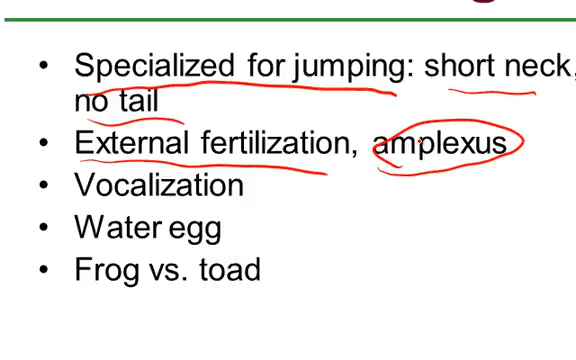 • Specialized for jumping: short neck,
no tail
• External fertilization, amplexus
• Vocalization
• Water egg
• Frog vs. toad